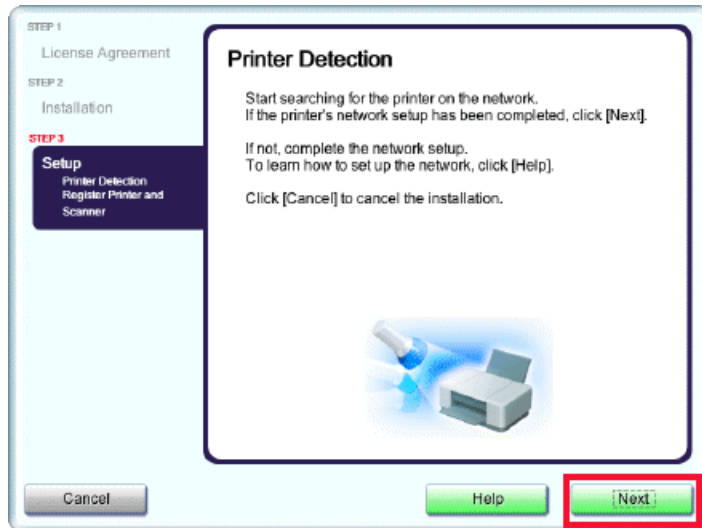 STEP 1
License Agreement
STEP 2
Installation
STEP 3
Setup
Printer Detection
Register Printer and
Scanner
Printer Detection
Start searching for the printer on the network.
If the printer's network setup has been completed, click [Next].
If not, complete the network setup.
To learn how to set up the network, click [Help].
Click [Cancel] to cancel the installation.
Cancel
Help
Next